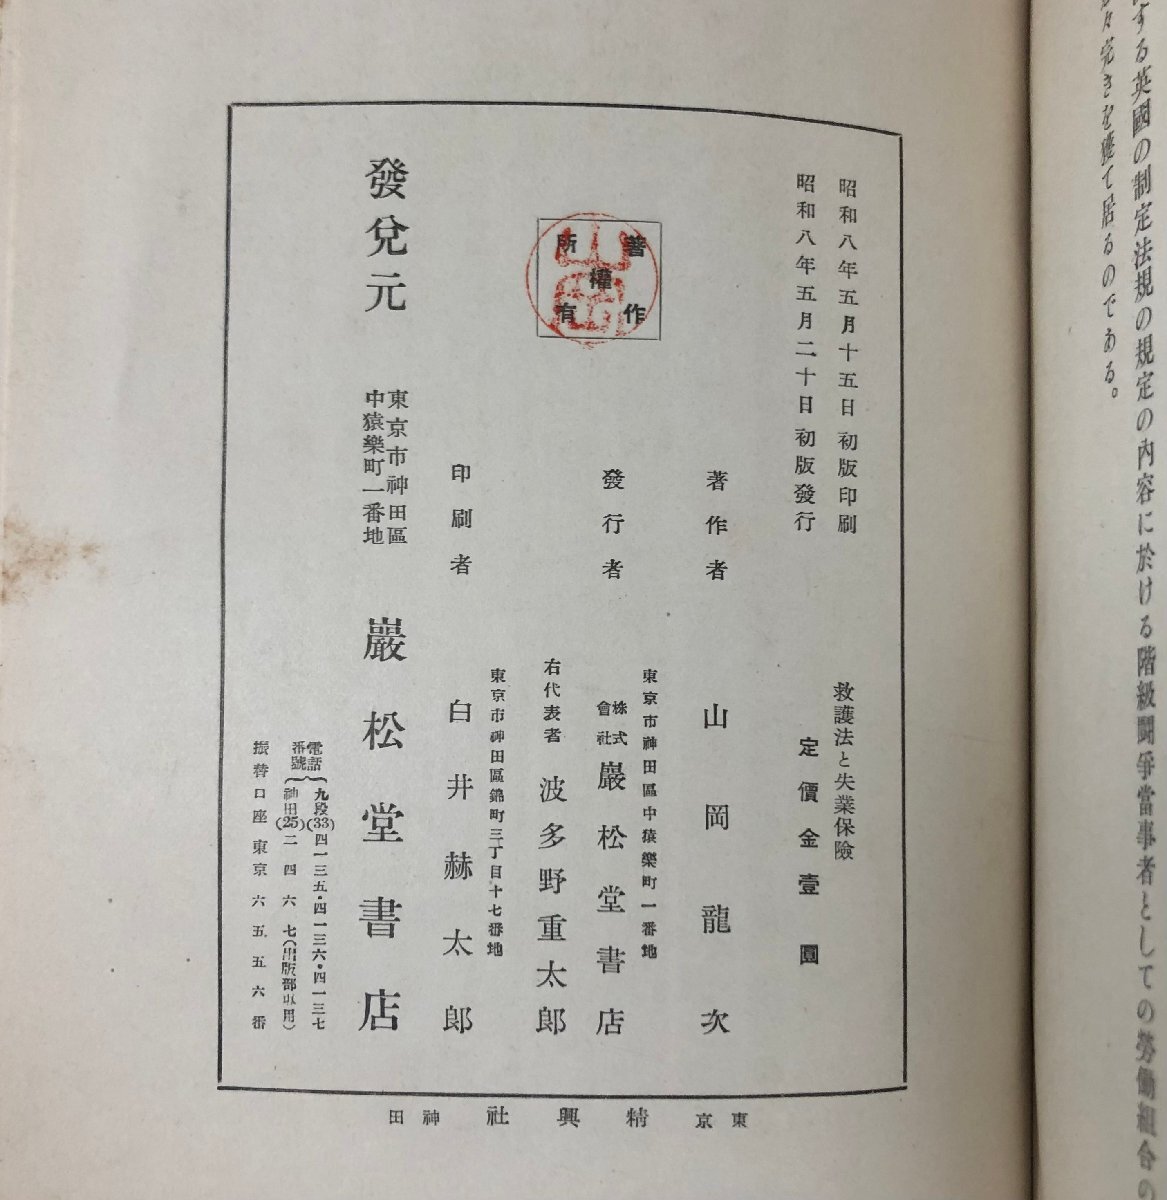 する英國の制定法規の規定の內容に於ける階級鬪爭當事者としての勞働組合の
きを獲て居るのである。
昭和八年五月十五日初版印刷
昭和八年五月二十日初版發行
救護法と失業保險
定價金壹圓
著作權所有
著作者 山岡龍次
東京市神田區中猿樂町一番地
發行者 株式會社 巖松堂書店
右代表者 波多野重太郎
東京市神田區錦町三丁目十七番地
印刷者 白井赫太郎
發兌元
東京市神田區
中猿樂町一番地
巖松堂書店
電話番號
九段(33)四一三五・四一三六・四一三七
神田(25)二四六七(出版部専用)
振替口座東京六五五六番
東京 精興社 神田